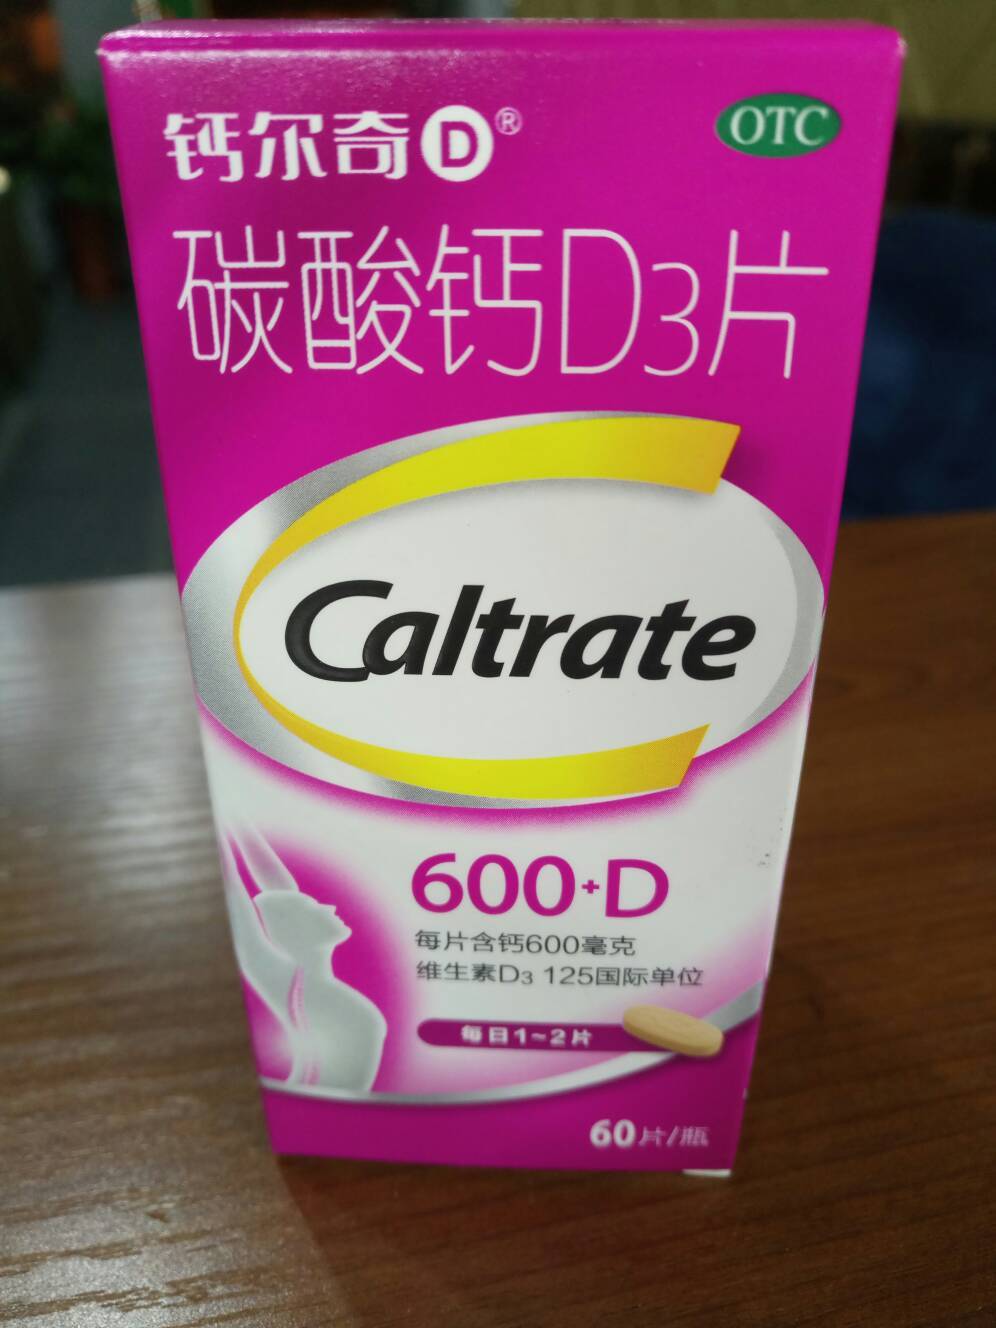 钙尔奇D®
OTC
碳酸钙D3片
Caltrate
600+D
每片含钙600毫克
维生素D3 125国际单位
每日1~2片
60片/瓶